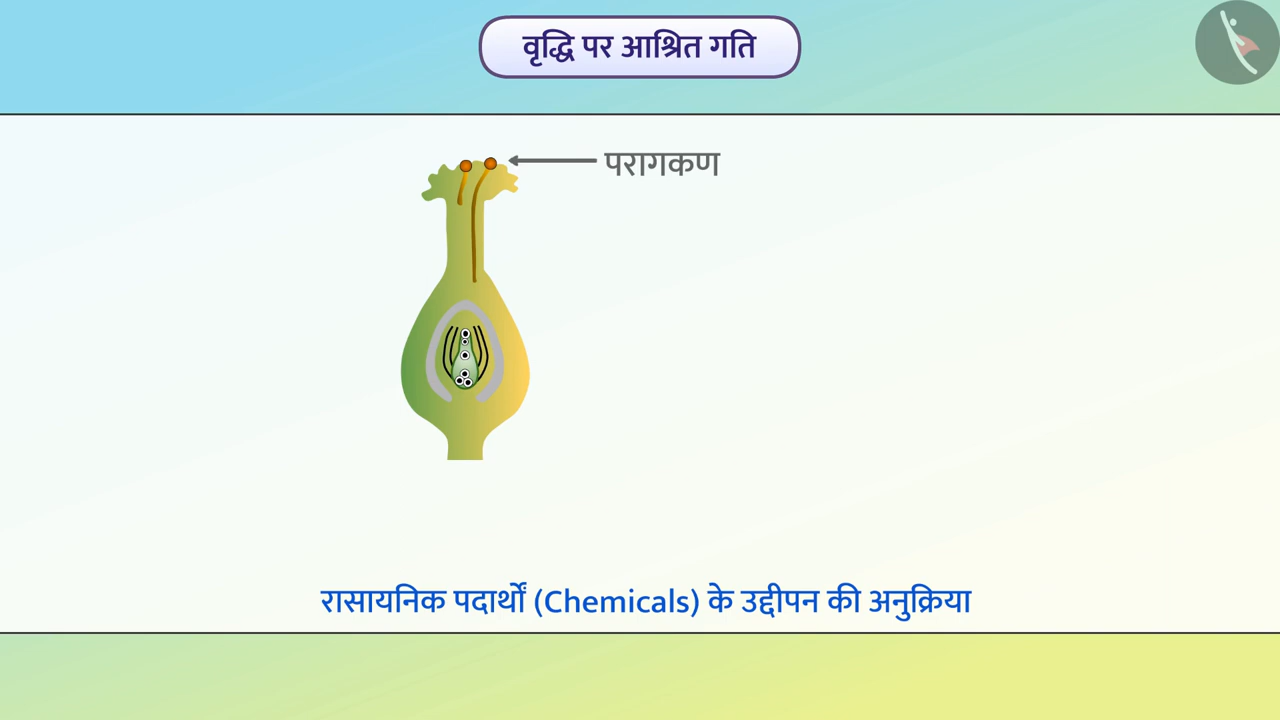 वृद्धि पर आश्रित गति
परागकण
रासायनिक पदार्थों (Chemicals) के उद्दीपन की अनुक्रिया